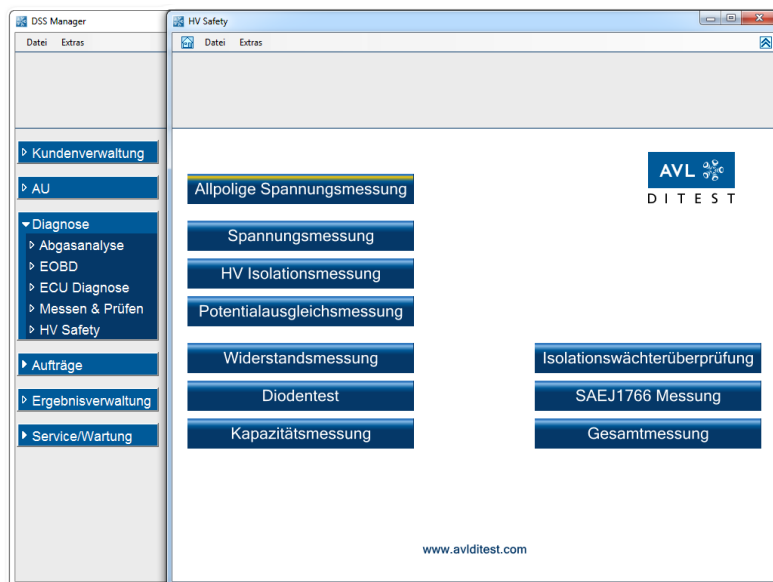 DSS Manager
Datei Extras
Kundenverwaltung
AU
Diagnose
Abgasanalyse
EOBD
ECU Diagnose
Messen & Prüfen
HV Safety
Aufträge
Ergebnisverwaltung
Service/Wartung
HV Safety
Datei Extras
AVL
DITEST
Allpolige Spannungsmessung
Spannungsmessung
HV Isolationsmessung
Potentialausgleichsmessung
Widerstandsmessung
Diodentest
Kapazitätsmessung
Isolationswächterüberprüfung
SAEJ1766 Messung
Gesamtmessung
www.avlditest.com